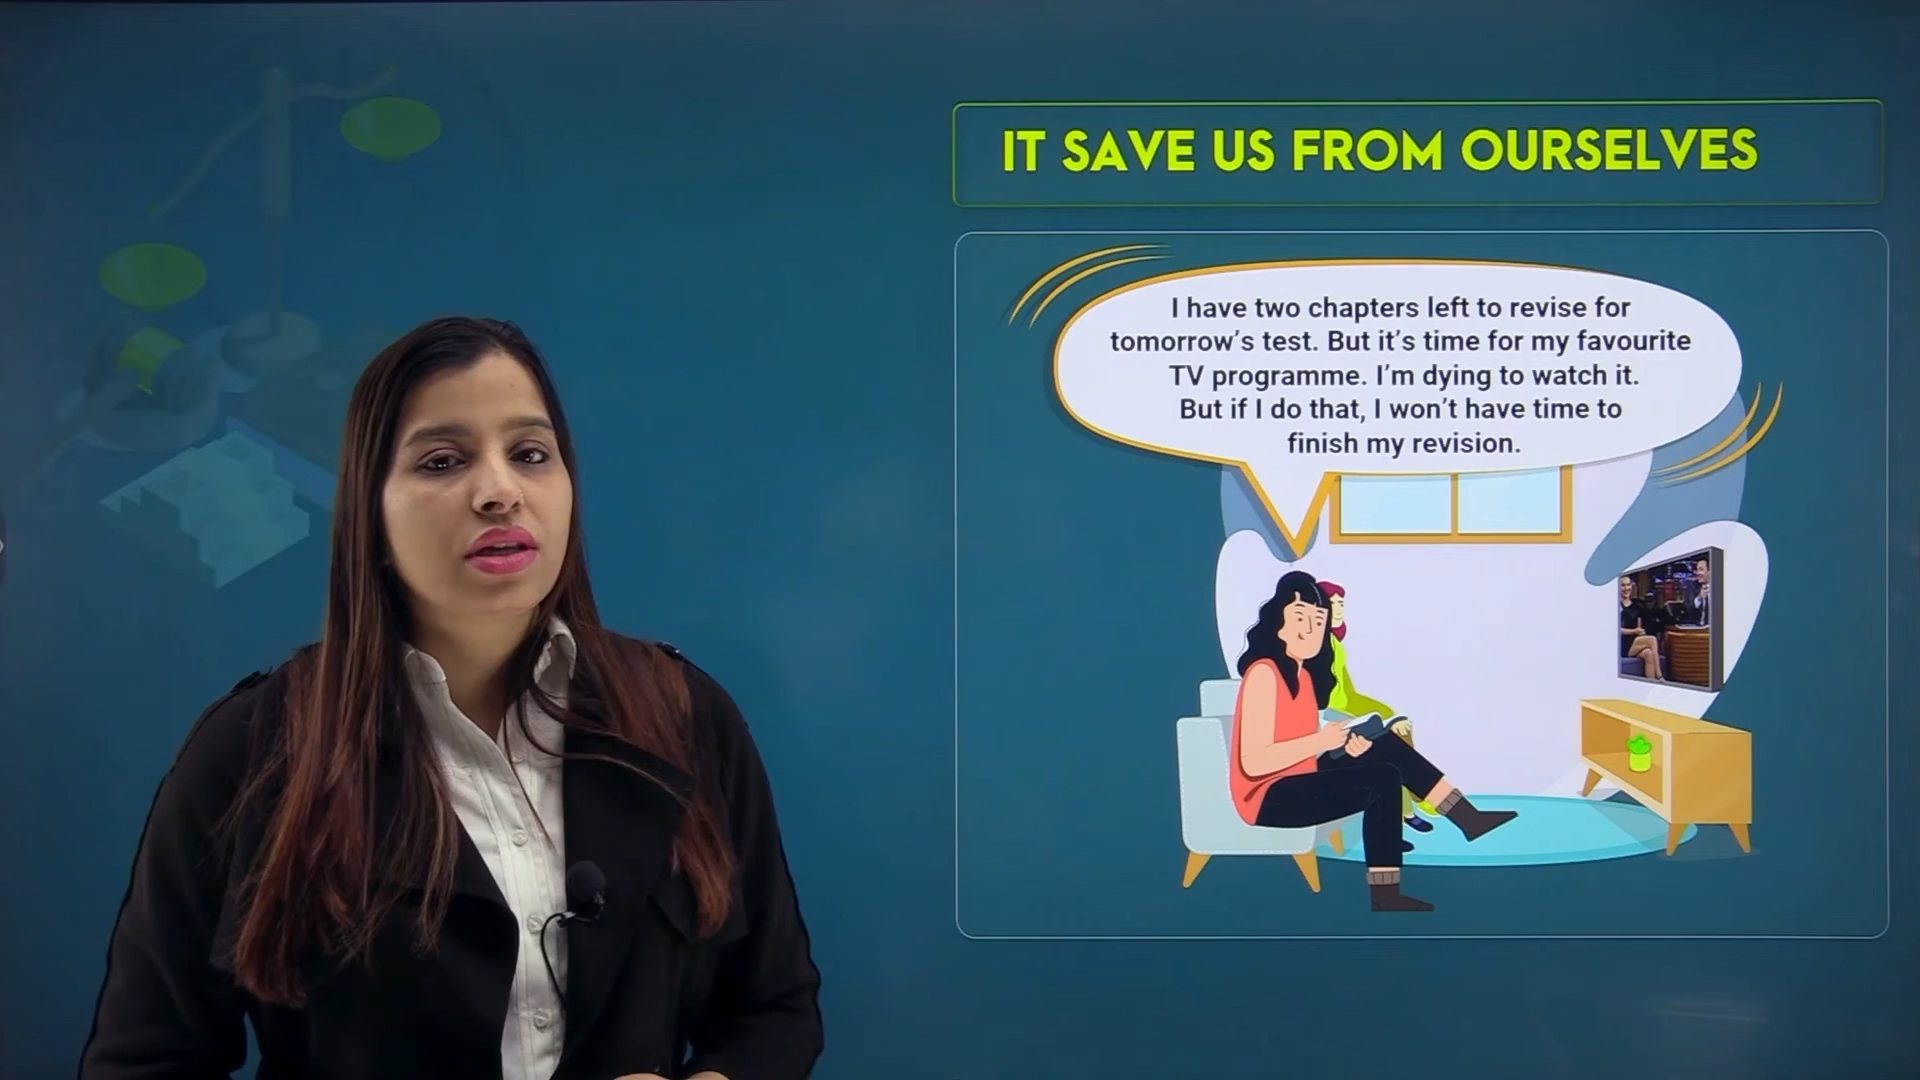 IT SAVE US FROM OURSELVES
I have two chapters left to revise for
tomorrow's test. But it's time for my favourite
TV programme. I'm dying to watch it.
But if I do that, I won't have time to
finish my revision.